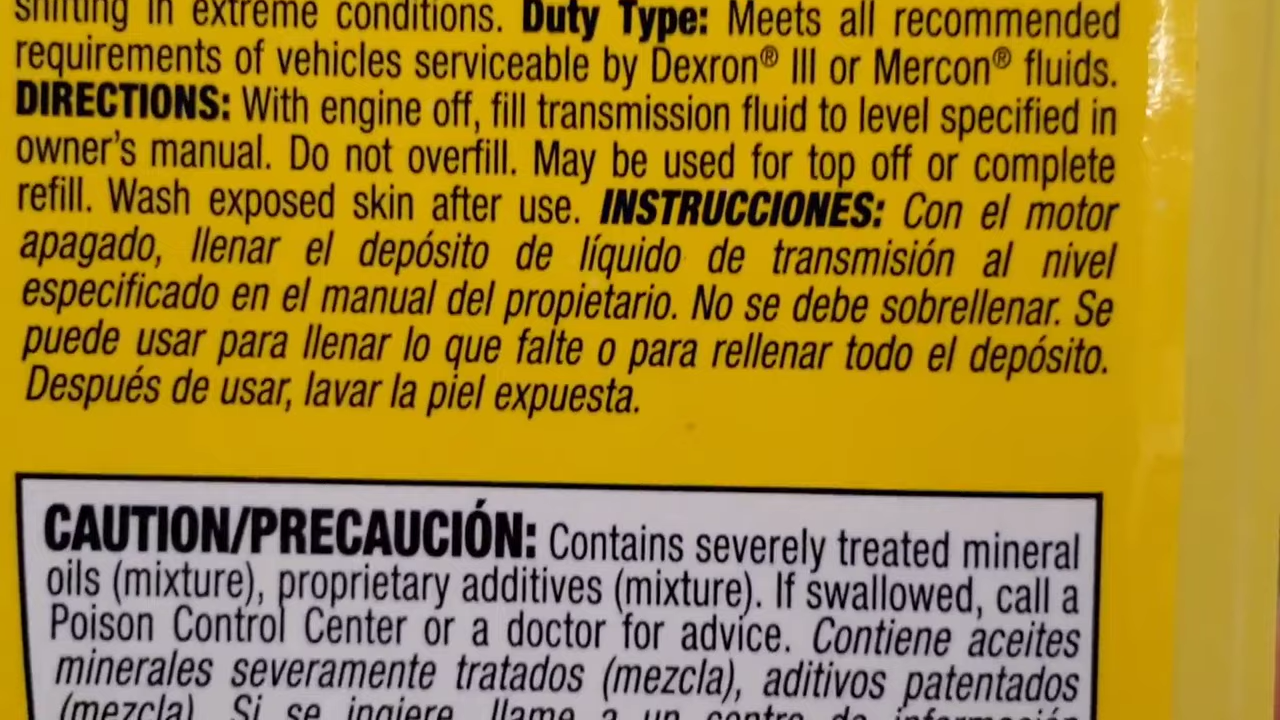 shifting in extreme conditions. Duty Type: Meets all recommended
requirements of vehicles serviceable by Dexron® III or Mercon® fluids.
DIRECTIONS: With engine off, fill transmission fluid to level specified in
owner's manual. Do not overfill. May be used for top off or complete
refill. Wash exposed skin after use. INSTRUCCIONES: Con el motor
apagado, llenar el depósito de líquido de transmisión al nivel
especificado en el manual del propietario. No se debe sobrellenar. Se
puede usar para llenar lo que falte o para rellenar todo el depósito.
Después de usar, lavar la piel expuesta.
CAUTION/PRECAUCIÓN: Contains severely treated mineral
oils (mixture), proprietary additives (mixture). If swallowed, call a
Poison Control Center or a doctor for advice. Contiene aceites
minerales severamente tratados (mezcla), aditivos patentados
(mezcla). Si se ingiere, llame a un centro de información